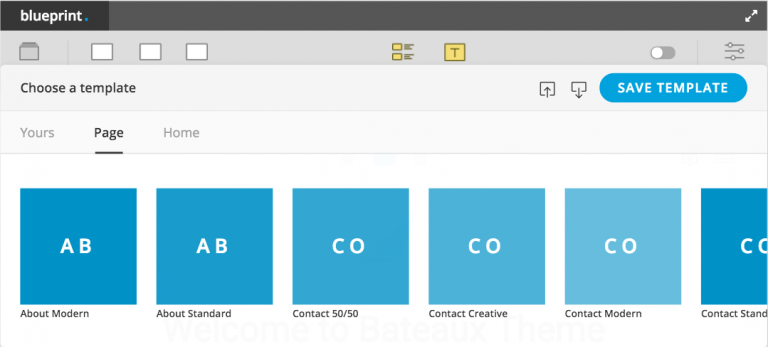 blueprint.
T
Choose a template
SAVE TEMPLATE
Yours Page Home
AB AB CO CO CO CO
About Modern About Standard Contact 50/50 Contact Creative Contact Modern Contact Stand
Welcome to Bateaux Theme